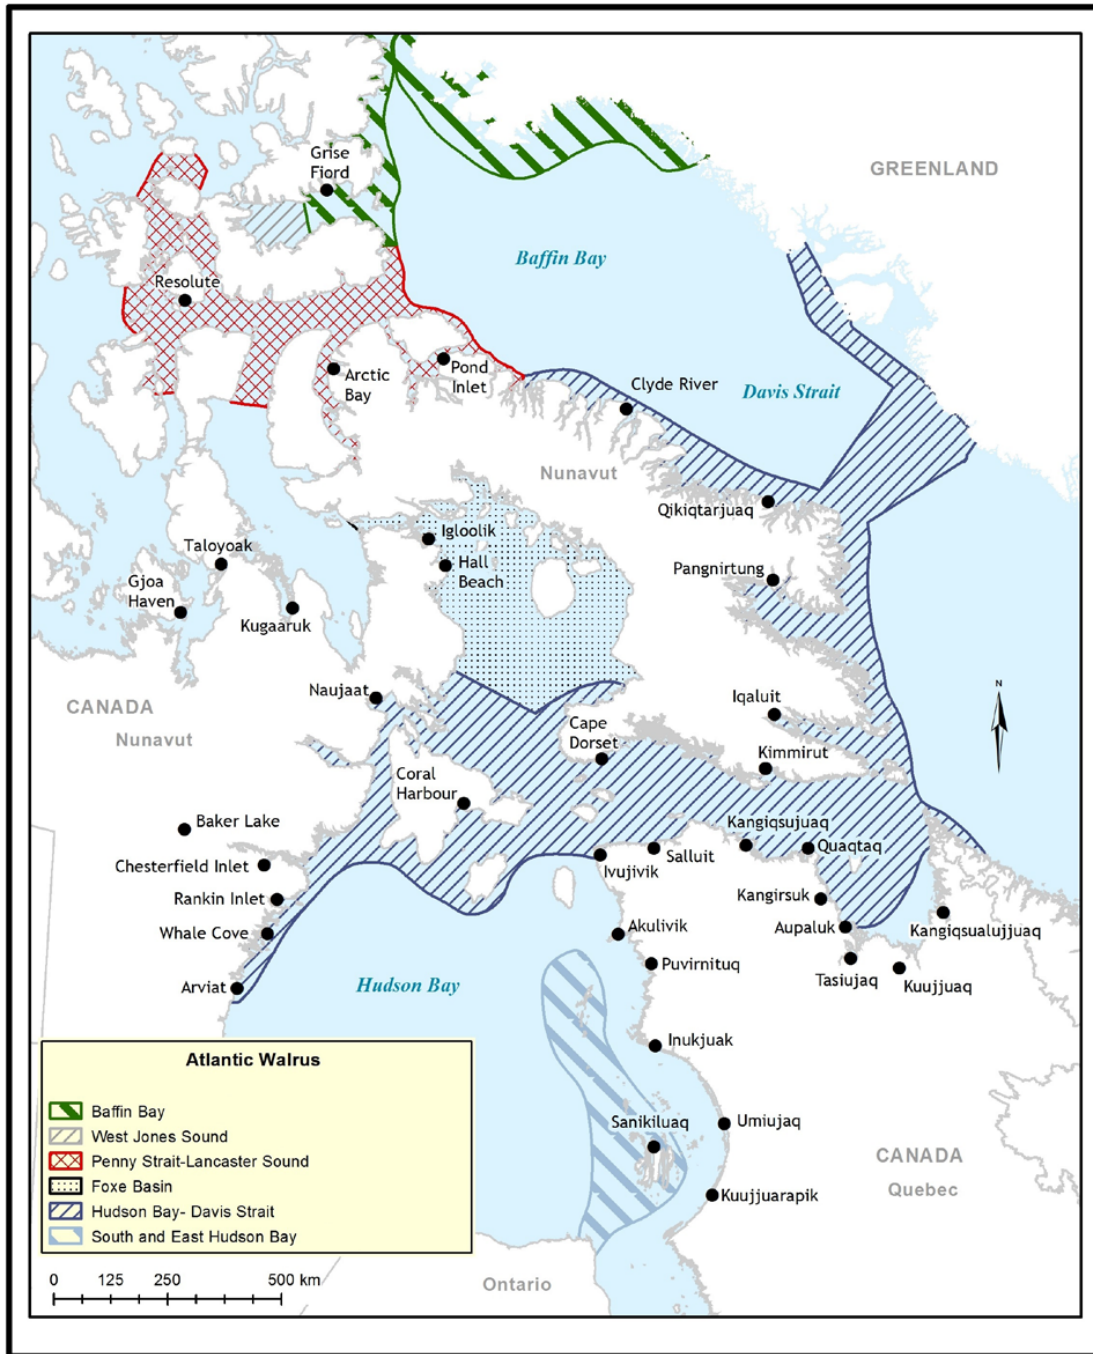 GREENLAND
Grise
Fiord
Baffin Bay
Resolute
Arctic
Bay
Pond
Inlet
Clyde River
Davis Strait
Nunavut
Qikiqtarjuaq
Igloolik
Hall
Beach
Taloyoak
Gjoa
Haven
Kugaaruk
Pangnirtung
Naujaat
CANADA
Nunavut
Iqaluit
N
Cape
Dorset
Kimmirut
Coral
Harbour
Baker Lake
Kangiqsujuaq
Chesterfield Inlet
Ivujivik
Salluit
Quaqtaq
Rankin Inlet
Kangirsuk
Whale Cove
Akulivik
Aupaluk
Kangiqsualujjuaq
Puvirnituq
Tasiujaq
Kuujjuaq
Arviat
Hudson Bay
Inukjuak
Sanikiluaq
Umiujaq
CANADA
Quebec
Kuujjuarapik
Ontario
Atlantic Walrus
Baffin Bay
West Jones Sound
Penny Strait-Lancaster Sound
Foxe Basin
Hudson Bay- Davis Strait
South and East Hudson Bay
0 125 250 500 km